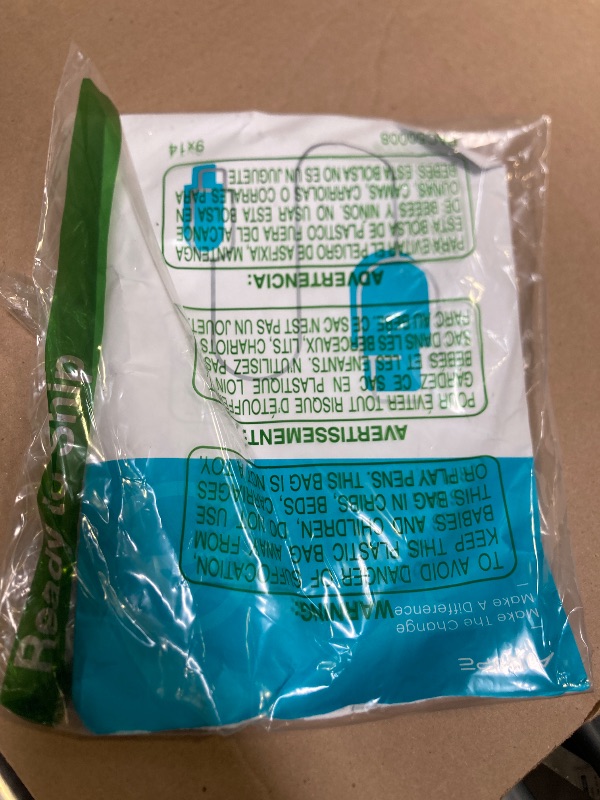 WARNING:
TO AVOID DANGER OF SUFFOCATION
KEEP THIS PLASTIC BAG AWAY FROM
BABIES AND CHILDREN, DO NOT USE
THIS BAG IN CRIBS, BEDS, CARRIAGES
OR PLAY PENS. THIS BAG IS NOT A TOY.
AVERTISSEMENT:
POUR ÉVITER TOUT RISQUE D'ÉTOUFFE
GARDEZ CE SAC EN PLASTIQUE LOIN
BEBES ET LES ENFANTS. N'UTILISEZ PAS
SAC DANS LES BERCEAUX, LITS, CHARIOTS
PARC AU BEBE. CE SAC N'EST PAS UN JOUET
ADVERTENCIA:
PARA EVITAR EL PELIGRO DE ASFIXIA, MANTENGA
ESTA BOLSA DE PLASTICO FUERA DEL ALCANCE
DE BEBES Y NINOS. NO USAR ESTA BOLSA EN
CUNAS, CAMAS, CARRIOLAS O CORRALES PARA
BEBES. ESTA BOLSA NO ES UN JUGUETE
9x14
Make The Change
Make A Difference
Ready to Ship